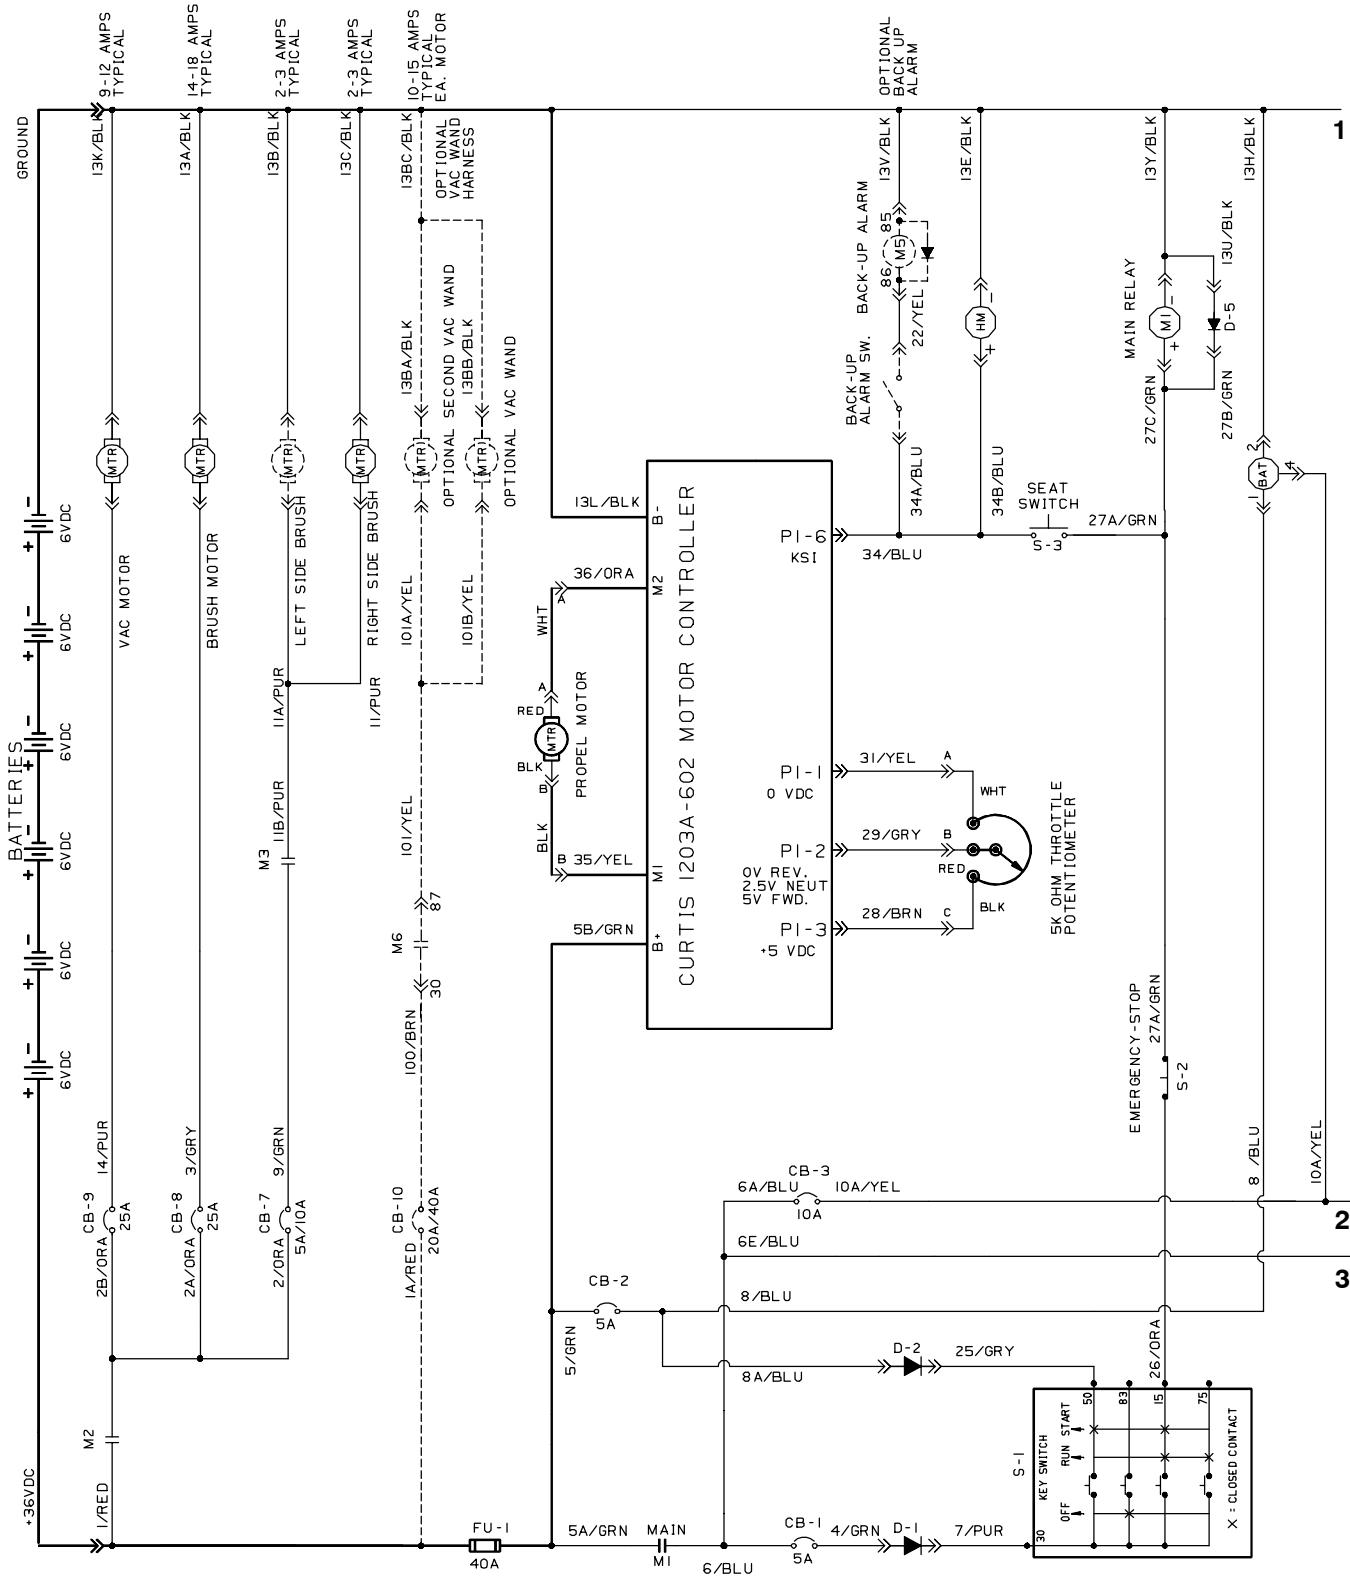 GROUND
BATTERIES
+36VDC
-
+
6VDC
-
+
6VDC
-
+
6VDC
-
+
6VDC
-
+
6VDC
-
+
6VDC
9-12 AMPS
TYPICAL
13K/BLK
MTR
VAC MOTOR
14/PUR
CB-9
25A
2B/ORA
M2
1/RED
14-18 AMPS
TYPICAL
13A/BLK
MTR
BRUSH MOTOR
3/GRY
CB-8
25A
2A/ORA
2-3 AMPS
TYPICAL
13B/BLK
MTR
LEFT SIDE BRUSH
11A/PUR
11B/PUR
M3
9/GRN
CB-7
5A/10A
2/ORA
2-3 AMPS
TYPICAL
13C/BLK
MTR
RIGHT SIDE BRUSH
11/PUR
10-15 AMPS
TYPICAL
EA. MOTOR
13BC/BLK
OPTIONAL
VAC WAND
HARNESS
13BA/BLK
MTR
OPTIONAL SECOND VAC WAND
13BB/BLK
MTR
OPTIONAL VAC WAND
101A/YEL
101B/YEL
101/YEL
87
M6
30
100/BRN
CB-10
20A/40A
1A/RED
FU-1
40A
13L/BLK
B-
36/ORA
M2
A
WHT
A
RED
MTR
PROPEL MOTOR
BLK
B
BLK
B
35/YEL
M1
5B/GRN
B+
CURTIS 1203A-602 MOTOR CONTROLLER
P1-6
KSI
34/BLU
P1-1
0 VDC
31/YEL
A
WHT
P1-2
0V REV.
2.5V NEUT
5V FWD.
29/GRY
B
RED
P1-3
+5 VDC
28/BRN
C
BLK
5K OHM THROTTLE
POTENTIOMETER
OPTIONAL
BACK UP
ALARM
13V/BLK
BACK-UP ALARM
85
M5
86
22/YEL
BACK-UP
ALARM SW.
34A/BLU
13E/BLK
-
HM
+
34B/BLU
SEAT
SWITCH
S-3
27A/GRN
13Y/BLK
MAIN RELAY
-
M1
+
27C/GRN
13U/BLK
D-5
27B/GRN
13H/BLK
2
BAT
4
1
EMERGENCY-STOP
27A/GRN
S-2
8 /BLU
10A/YEL
CB-3
6A/BLU
10A/YEL
10A
6E/BLU
CB-2
5A
8/BLU
5/GRN
8A/BLU
D-2
25/GRY
26/ORA
5A/GRN
MAIN
M1
6/BLU
CB-1
5A
4/GRN
D-1
7/PUR
S-1
KEY SWITCH
30
OFF
RUN
START
50
83
15
75
X = CLOSED CONTACT
1
2
3